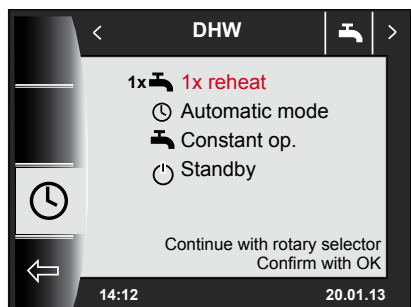 < DHW >
1x 1x reheat
Automatic mode
Constant op.
Standby
Continue with rotary selector
Confirm with OK
14:12 20.01.13